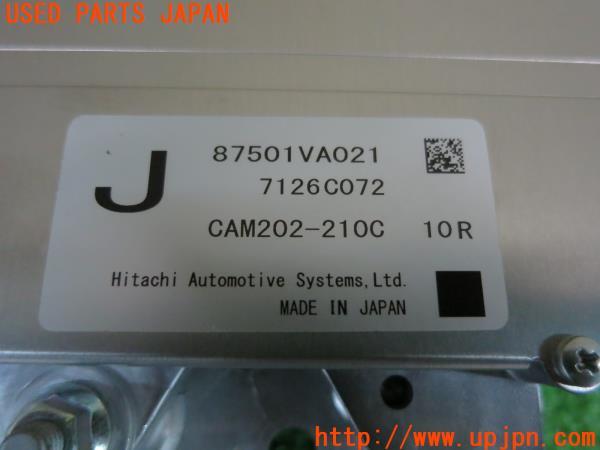 USED PARTS JAPAN
J
87501VA021
7126C072
CAM202-210C 10R
Hitachi Automotive Systems,Ltd.
MADE IN JAPAN
http://www.upjpn.com